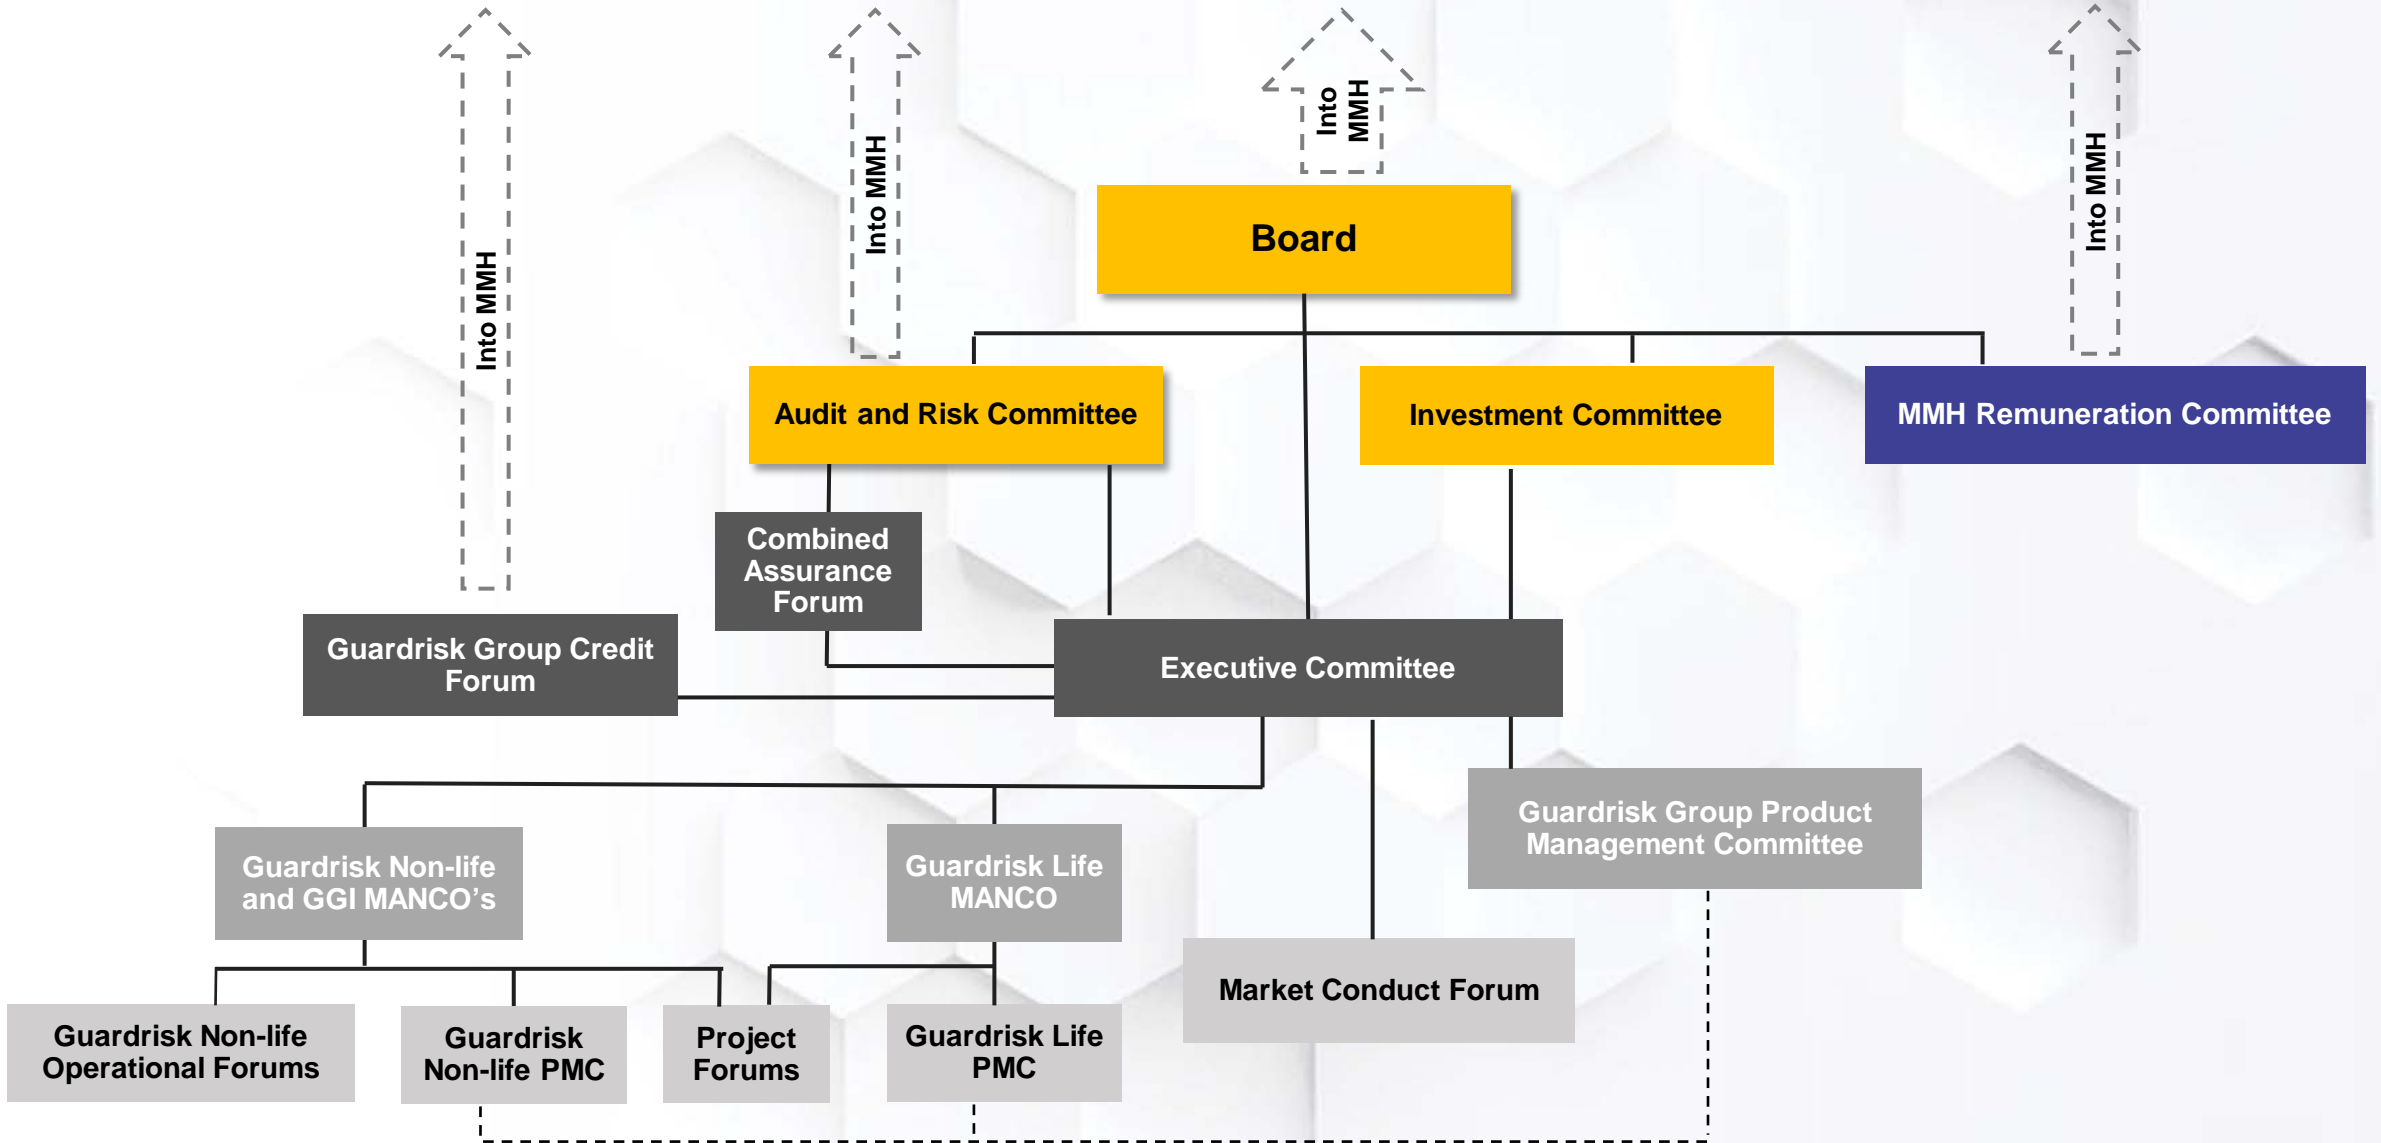 Into MMH
Into MMH
Into
MMH
Into MMH
Board
Audit and Risk Committee
Investment Committee
MMH Remuneration Committee
Combined
Assurance
Forum
Guardrisk Group Credit
Forum
Executive Committee
Guardrisk Group Product
Management Committee
Guardrisk Non-life
and GGI MANCO’s
Guardrisk Life
MANCO
Market Conduct Forum
Guardrisk Non-life
Operational Forums
Guardrisk
Non-life PMC
Project
Forums
Guardrisk Life
PMC